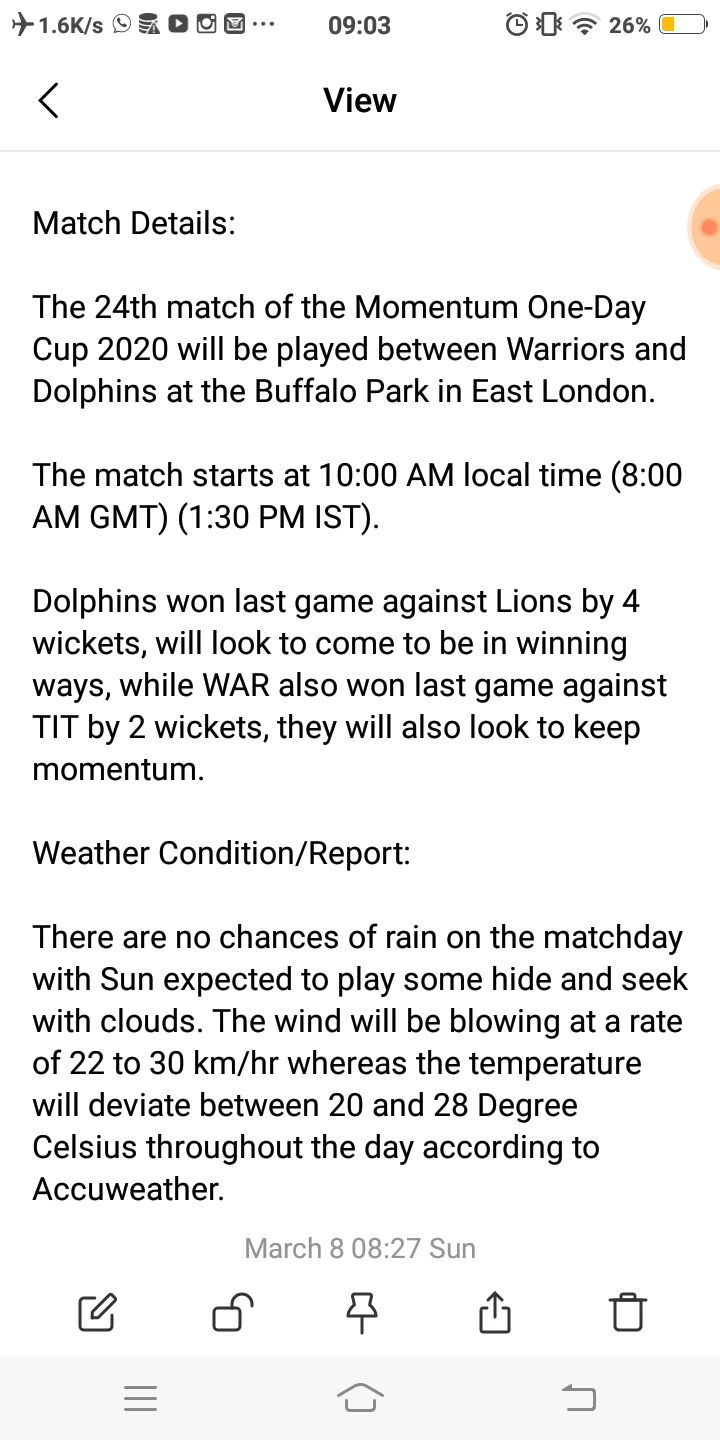 1.6K/s
09:03
26%
View
Match Details:
The 24th match of the Momentum One-Day
Cup 2020 will be played between Warriors and
Dolphins at the Buffalo Park in East London.
The match starts at 10:00 AM local time (8:00
AM GMT) (1:30 PM IST).
Dolphins won last game against Lions by 4
wickets, will look to come to be in winning
ways, while WAR also won last game against
TIT by 2 wickets, they will also look to keep
momentum.
Weather Condition/Report:
There are no chances of rain on the matchday
with Sun expected to play some hide and seek
with clouds. The wind will be blowing at a rate
of 22 to 30 km/hr whereas the temperature
will deviate between 20 and 28 Degree
Celsius throughout the day according to
Accuweather.
March 8 08:27 Sun